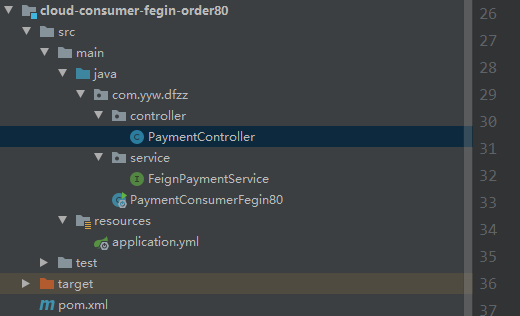 cloud-consumer-fegin-order80
src
main
java
com.yyw.dfzz
controller
PaymentController
service
FeignPaymentService
PaymentConsumerFegin80
resources
application.yml
test
target
pom.xml
26
27
28
29
30
31
32
33
34
35
36
37